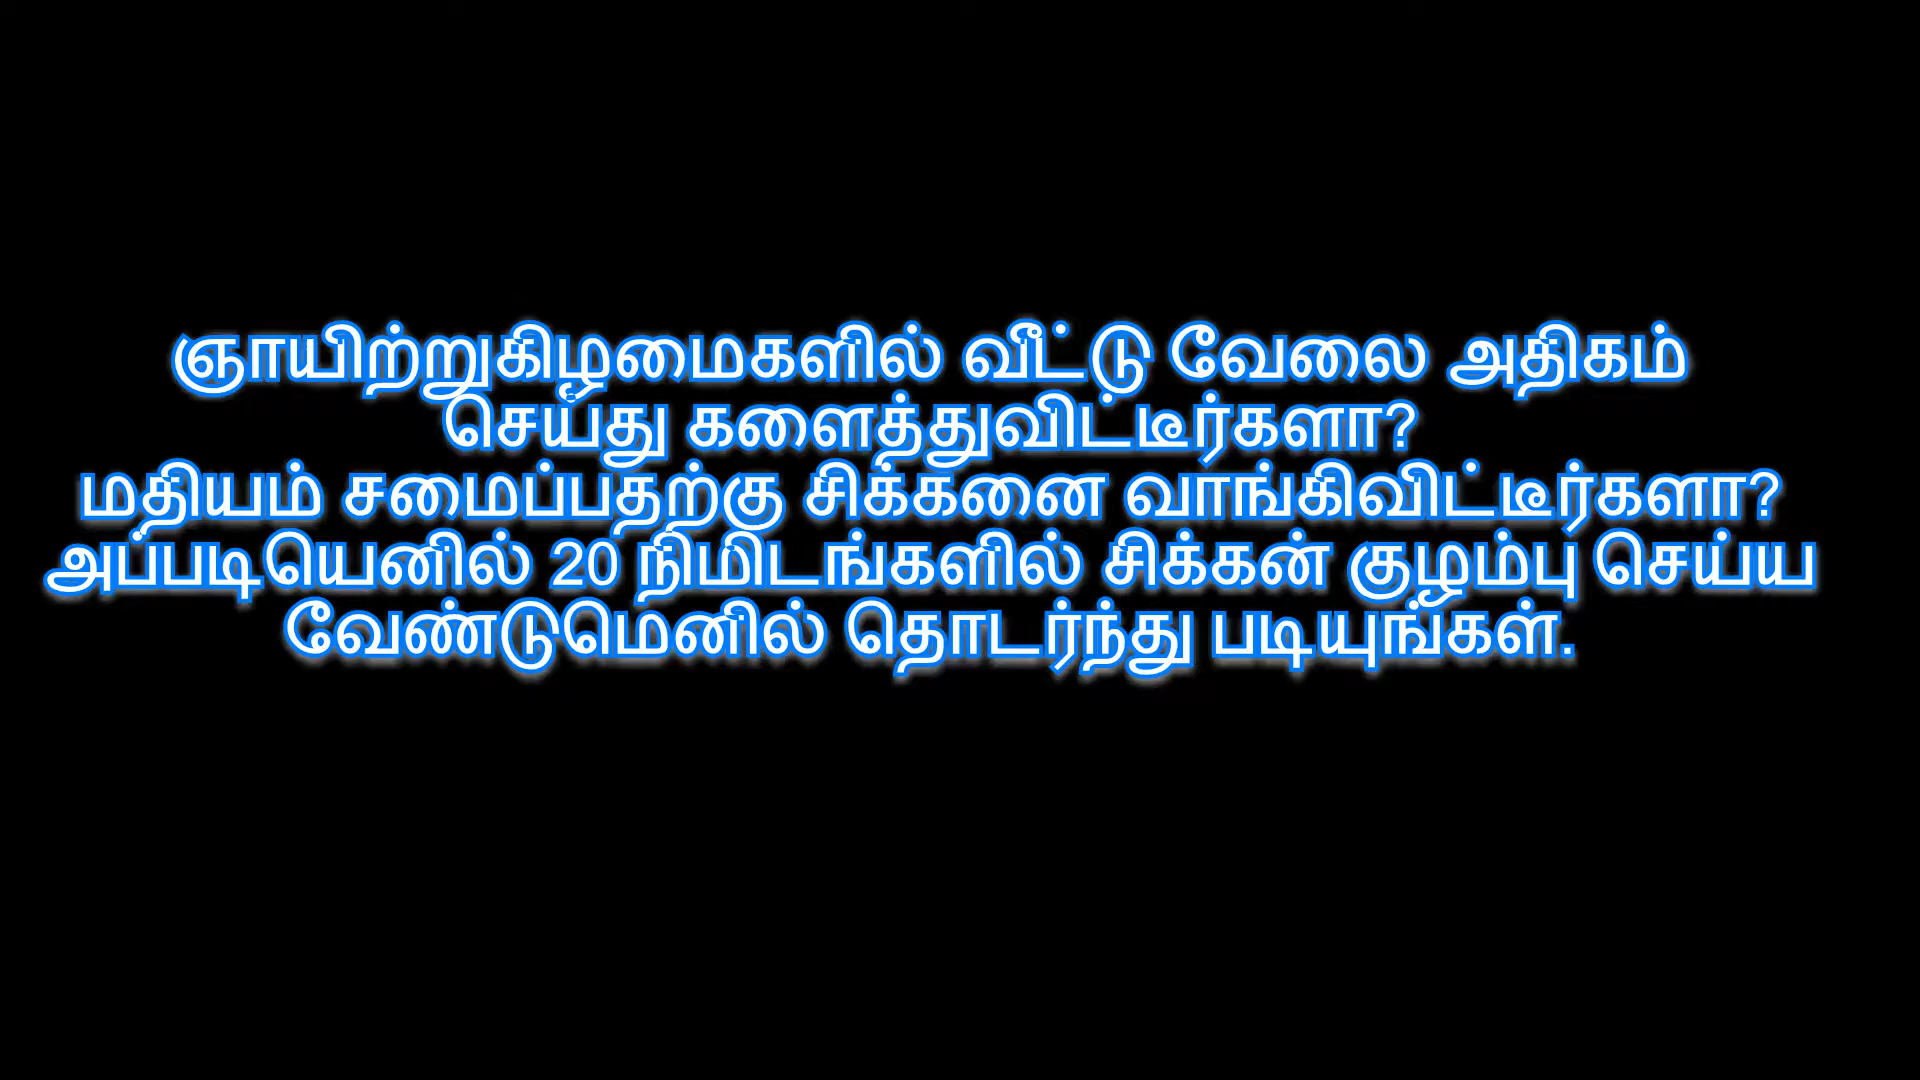 ஞாயிற்றுகிழமைகளில் வீட்டு வேலை அதிகம்
செய்து களைத்துவிட்டீர்களா?
மதியம் சமைப்பதற்கு சிக்கனை வாங்கிவிட்டீர்களா?
அப்படியெனில் 20 நிமிடங்களில் சிக்கன் குழம்பு செய்ய
வேண்டுமெனில் தொடர்ந்து படியுங்கள்.